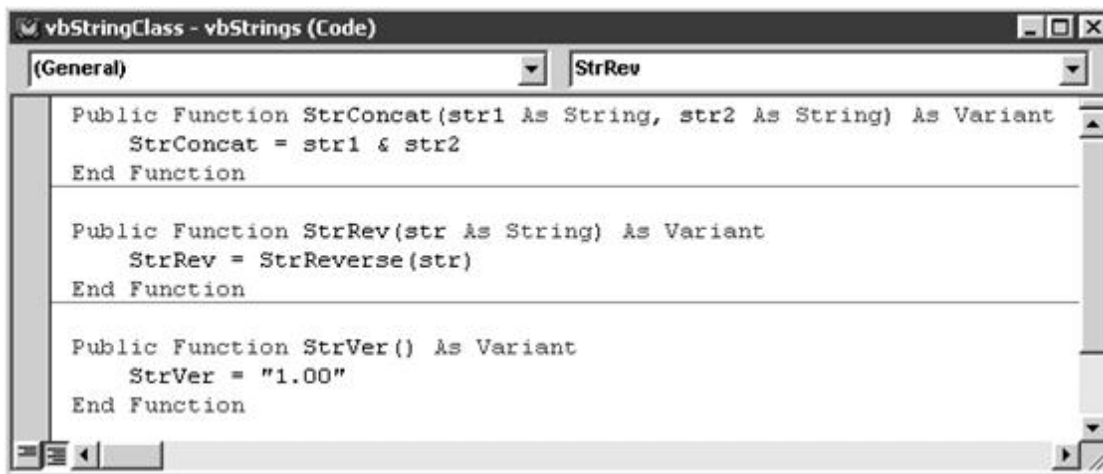 vbStringClass - vbStrings (Code)
(General) StrRev
Public Function StrConcat(str1 As String, str2 As String) As Variant
    StrConcat = str1 & str2
End Function
Public Function StrRev(str As String) As Variant
    StrRev = StrReverse(str)
End Function
Public Function StrVer() As Variant
    StrVer = "1.00"
End Function